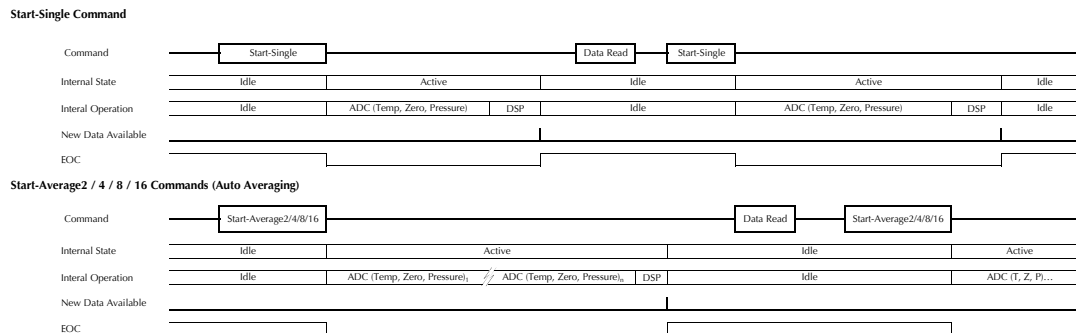 Start-Single Command
Command Start-Single Data Read Start-Single
Internal State Idle Active Idle Active Idle
Interal Operation Idle ADC (Temp, Zero, Pressure) DSP Idle ADC (Temp, Zero, Pressure) DSP Idle
New Data Available
EOC
Start-Average2 / 4 / 8 / 16 Commands (Auto Averaging)
Command Start-Average2/4/8/16 Data Read Start-Average2/4/8/16
Internal State Idle Active Idle Active
Interal Operation Idle ADC (Temp, Zero, Pressure)₁ ADC (Temp, Zero, Pressure)ₙ DSP Idle ADC (T, Z, P)...
New Data Available
EOC